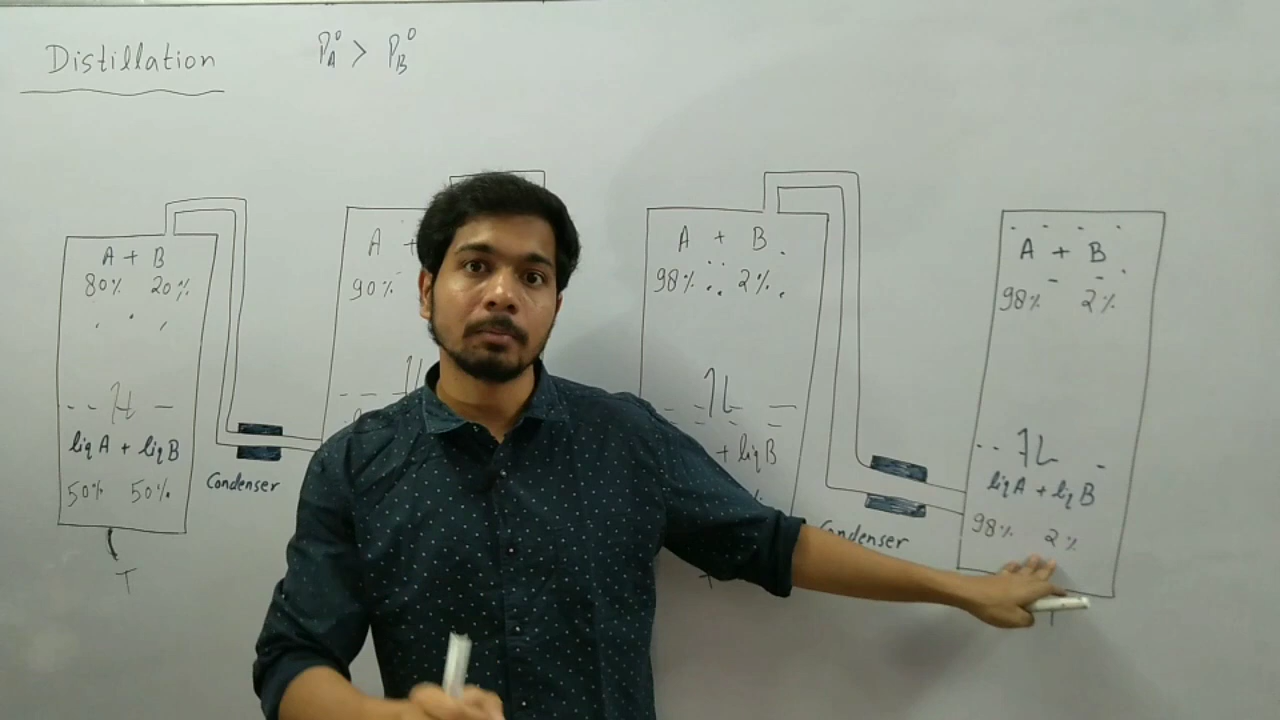 Distillation
P°A > P°B
A + B
80% 20%
liq A + liq B
50% 50%
T
Condenser
A +
90%
A + B
98% 2%
+ liq B
Condenser
A + B
98% 2%
liq A + liq B
98% 2%